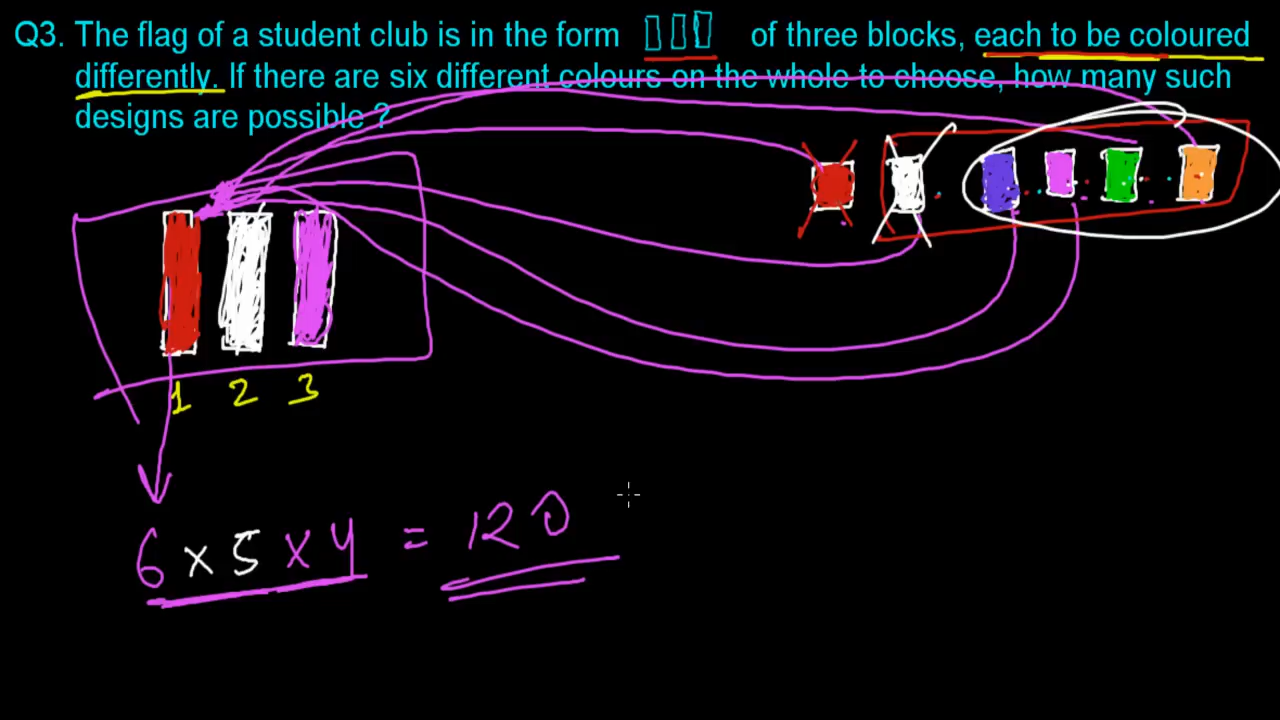 Q3. The flag of a student club is in the form of three blocks, each to be coloured
differently. If there are six different colours on the whole to choose, how many such
designs are possible ?
1 2 3
6 × 5 × 4 = 120